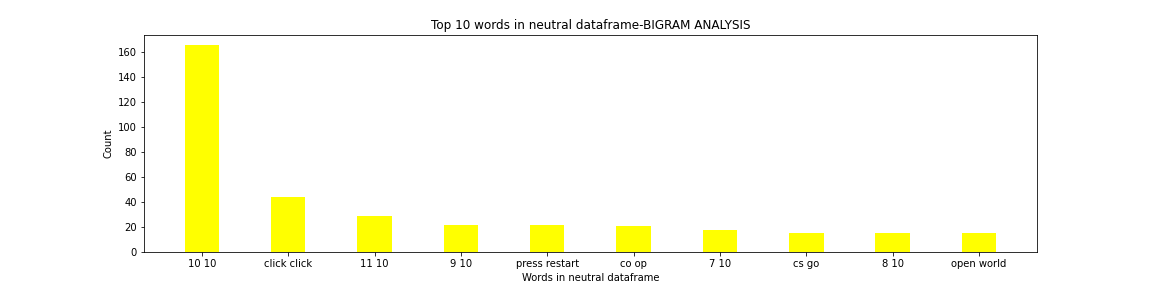 Top 10 words in neutral dataframe-BIGRAM ANALYSIS
Count
160
140
120
100
80
60
40
20
0
10 10 click click 11 10 9 10 press restart co op 7 10 cs go 8 10 open world
Words in neutral dataframe